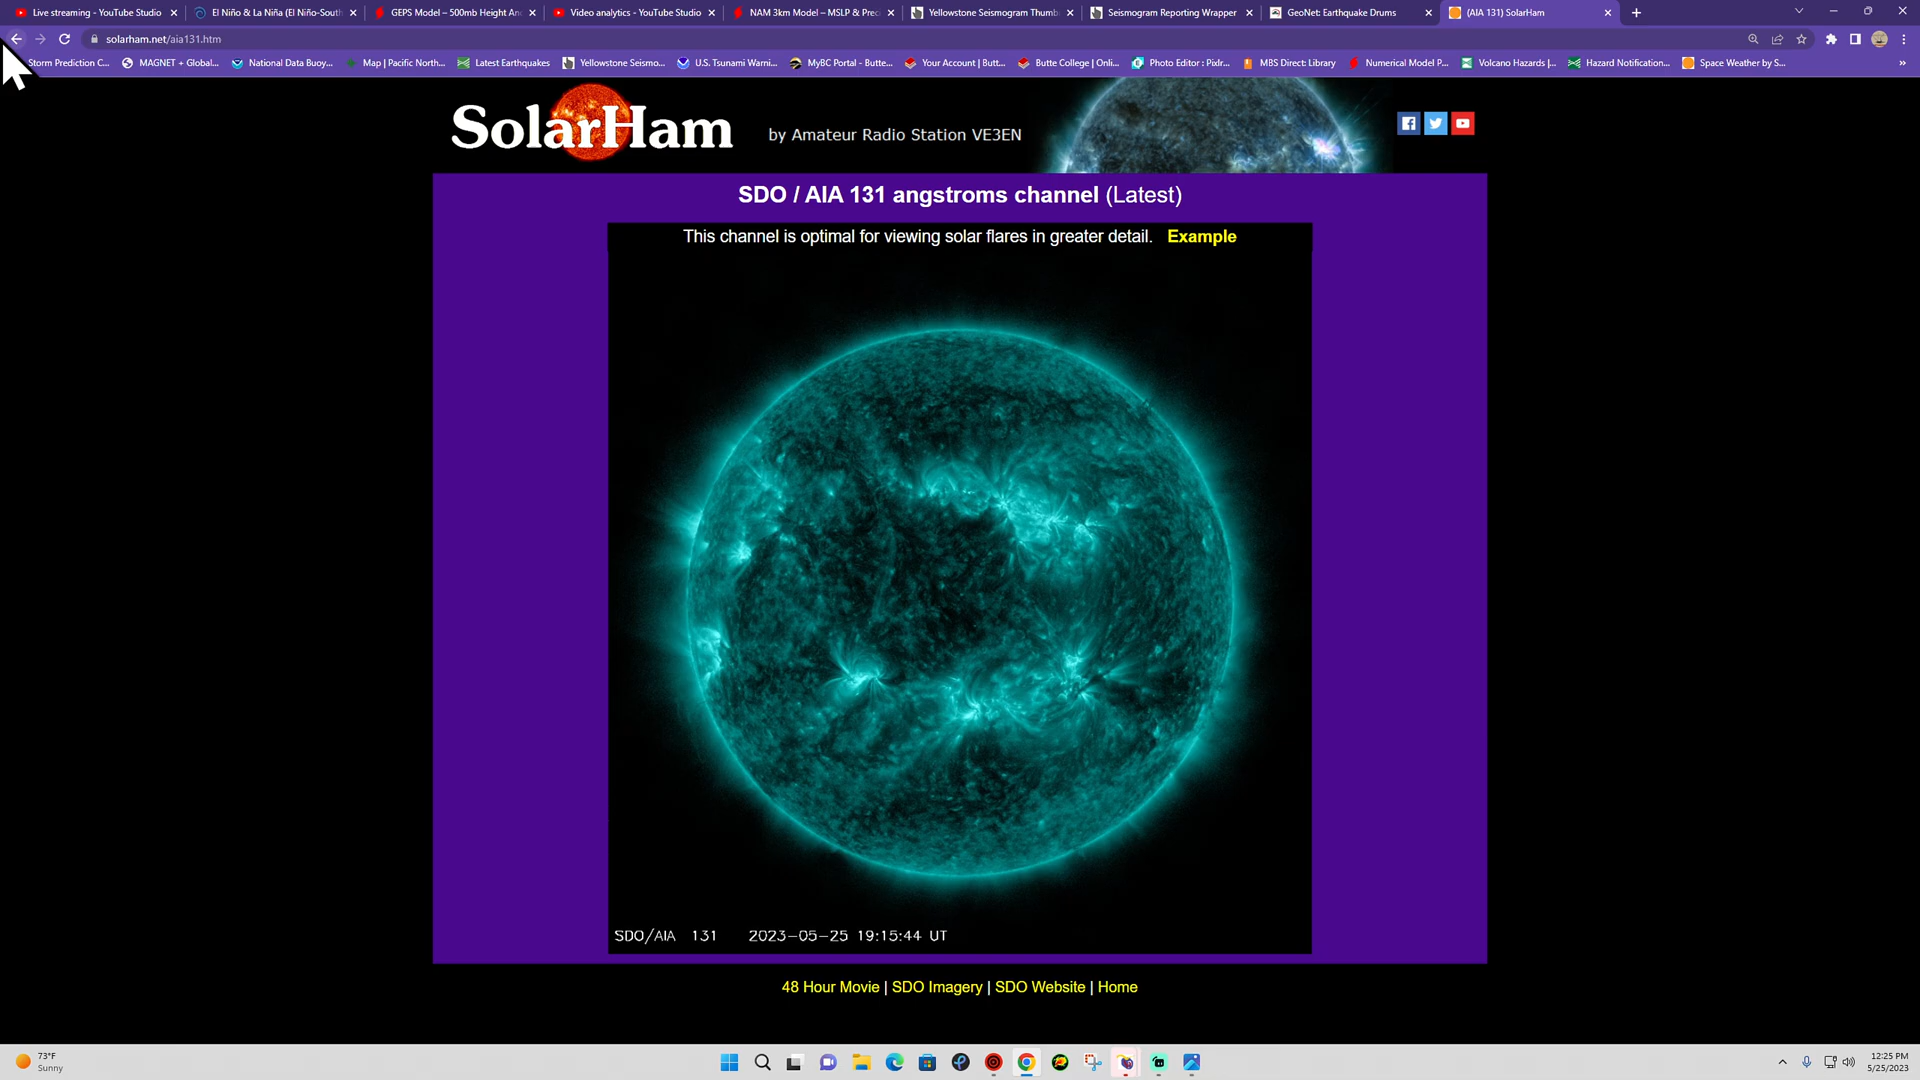 Live streaming - YouTube Studio
El Niño & La Niña (El Niño-South
GEPS Model – 500mb Height An
Video analytics - YouTube Studio
NAM 3km Model – MSLP & Prec
Yellowstone Seismogram Thumb
Seismogram Reporting Wrapper
GeoNet: Earthquake Drums
(AIA 131) SolarHam
solarham.net/aia131.htm
Storm Prediction C...
MAGNET + Global...
National Data Buoy...
Map | Pacific North...
Latest Earthquakes
Yellowstone Seismo...
U.S. Tsunami Warni...
MyBC Portal - Butte...
Your Account | Butt...
Butte College | Onli...
Photo Editor : Pixlr...
MBS Direct: Library
Numerical Model P...
Volcano Hazards |...
Hazard Notification...
Space Weather by S...
»
SolarHam
by Amateur Radio Station VE3EN
SDO / AIA 131 angstroms channel (Latest)
This channel is optimal for viewing solar flares in greater detail. Example
SDO/AIA 131 2023-05-25 19:15:44 UT
48 Hour Movie | SDO Imagery | SDO Website | Home
73°F
Sunny
12:25 PM
5/25/2023